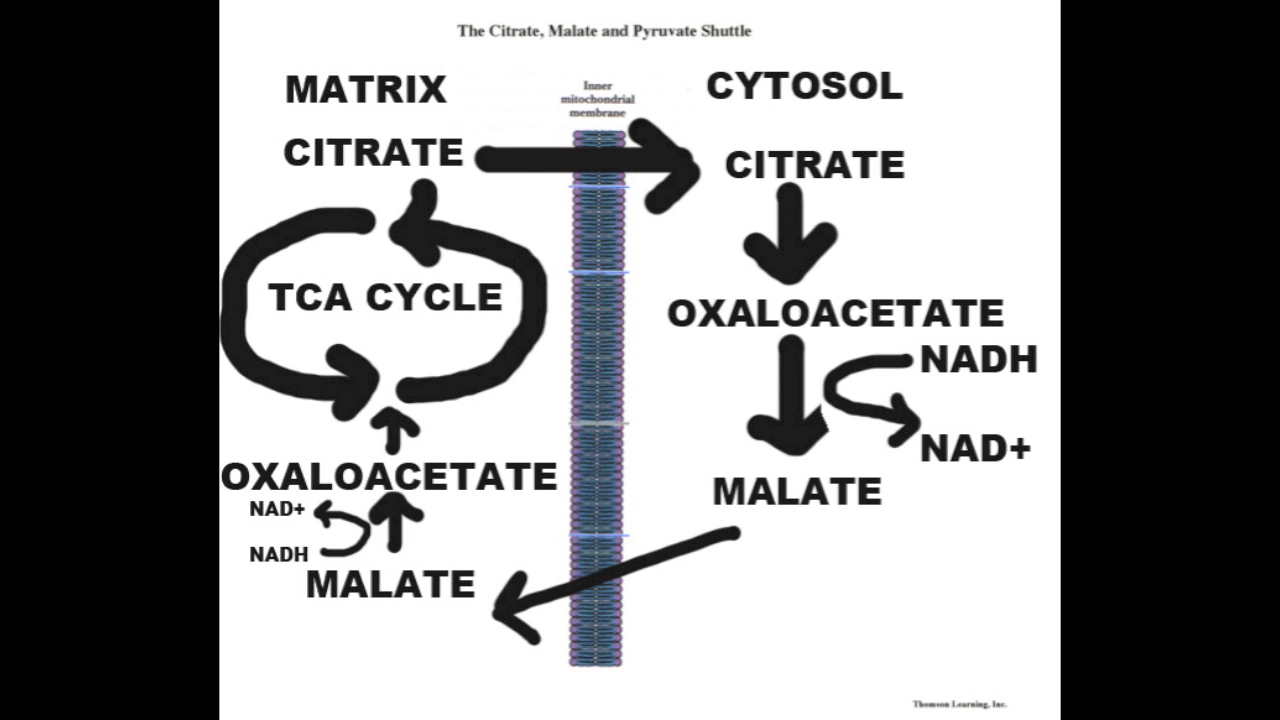 The Citrate, Malate and Pyruvate Shuttle
MATRIX
Inner
mitochondrial
membrane
CYTOSOL
CITRATE
CITRATE
TCA CYCLE
OXALOACETATE
NADH
NAD+
MALATE
OXALOACETATE
NAD+
NADH
MALATE
Thomson Learning, Inc.